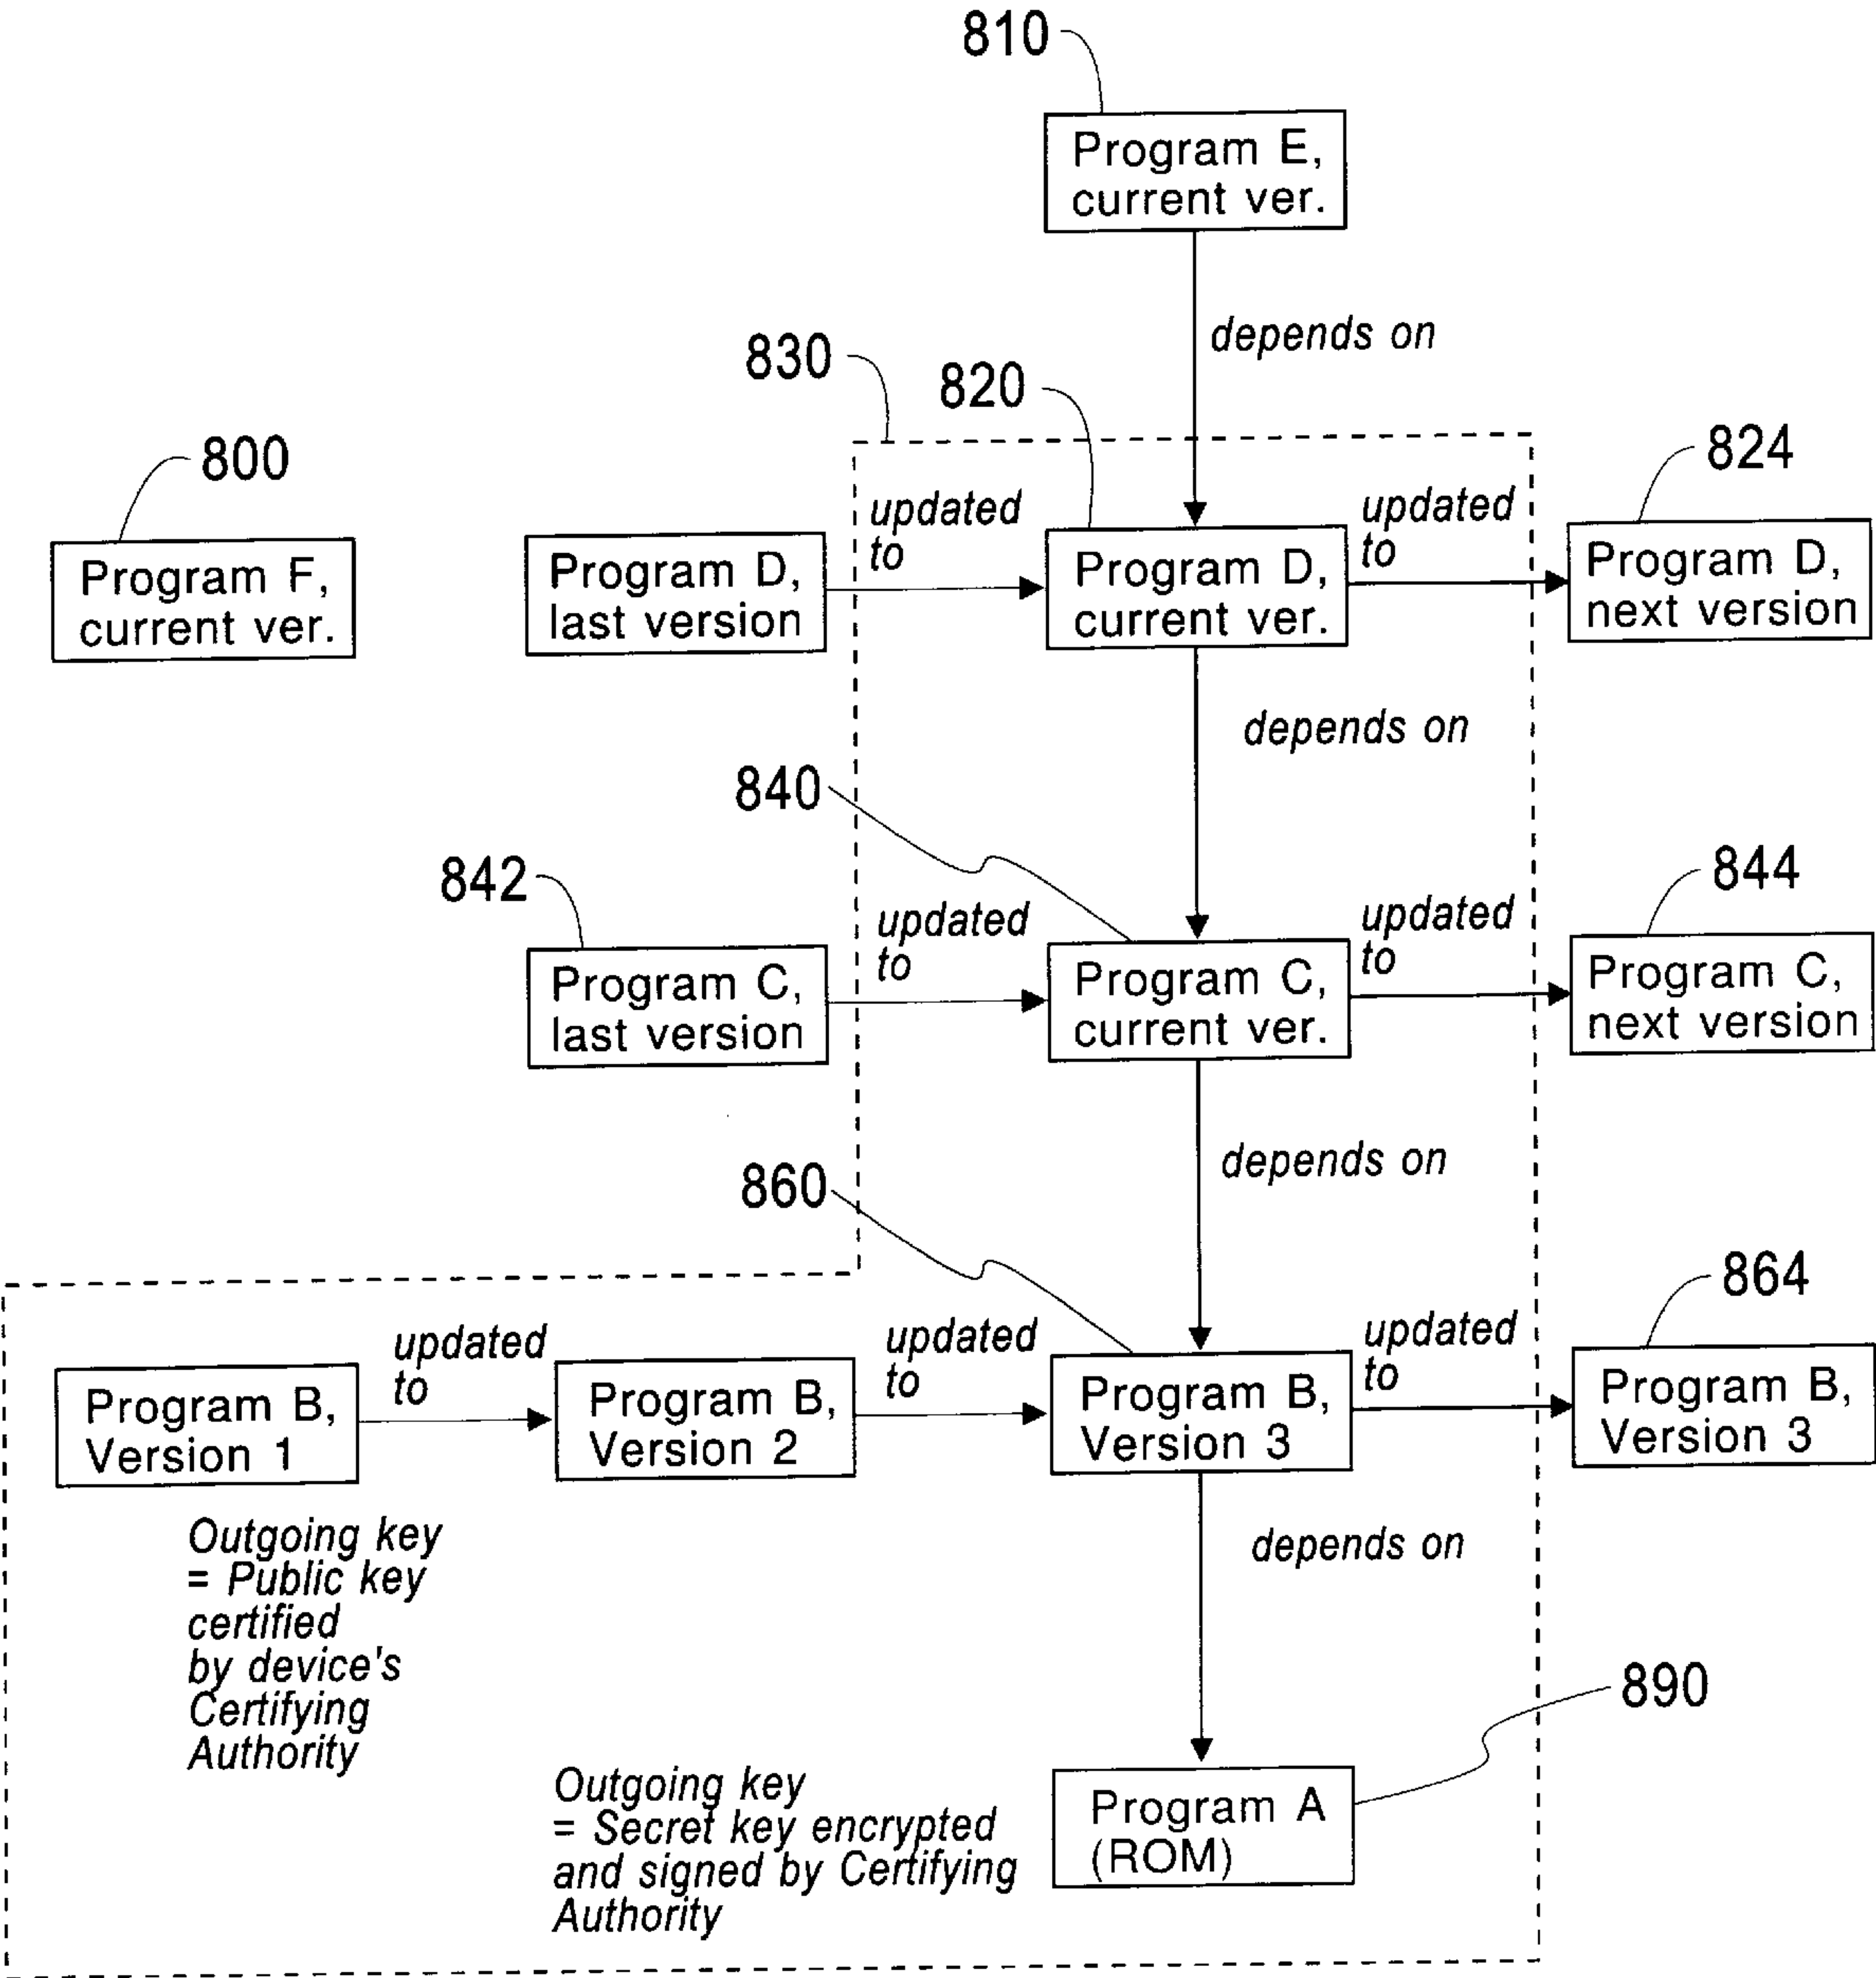 810
Program E,
current ver.
depends on
830
820
800
824
updated
to
updated
to
Program F,
current ver.
Program D,
last version
Program D,
current ver.
Program D,
next version
depends on
840
842
844
updated
to
updated
to
Program C,
last version
Program C,
current ver.
Program C,
next version
depends on
860
864
updated
to
updated
to
updated
to
Program B,
Version 1
Program B,
Version 2
Program B,
Version 3
Program B,
Version 3
Outgoing key
= Public key
certified
by device's
Certifying
Authority
depends on
890
Outgoing key
= Secret key encrypted
and signed by Certifying
Authority
Program A
(ROM)